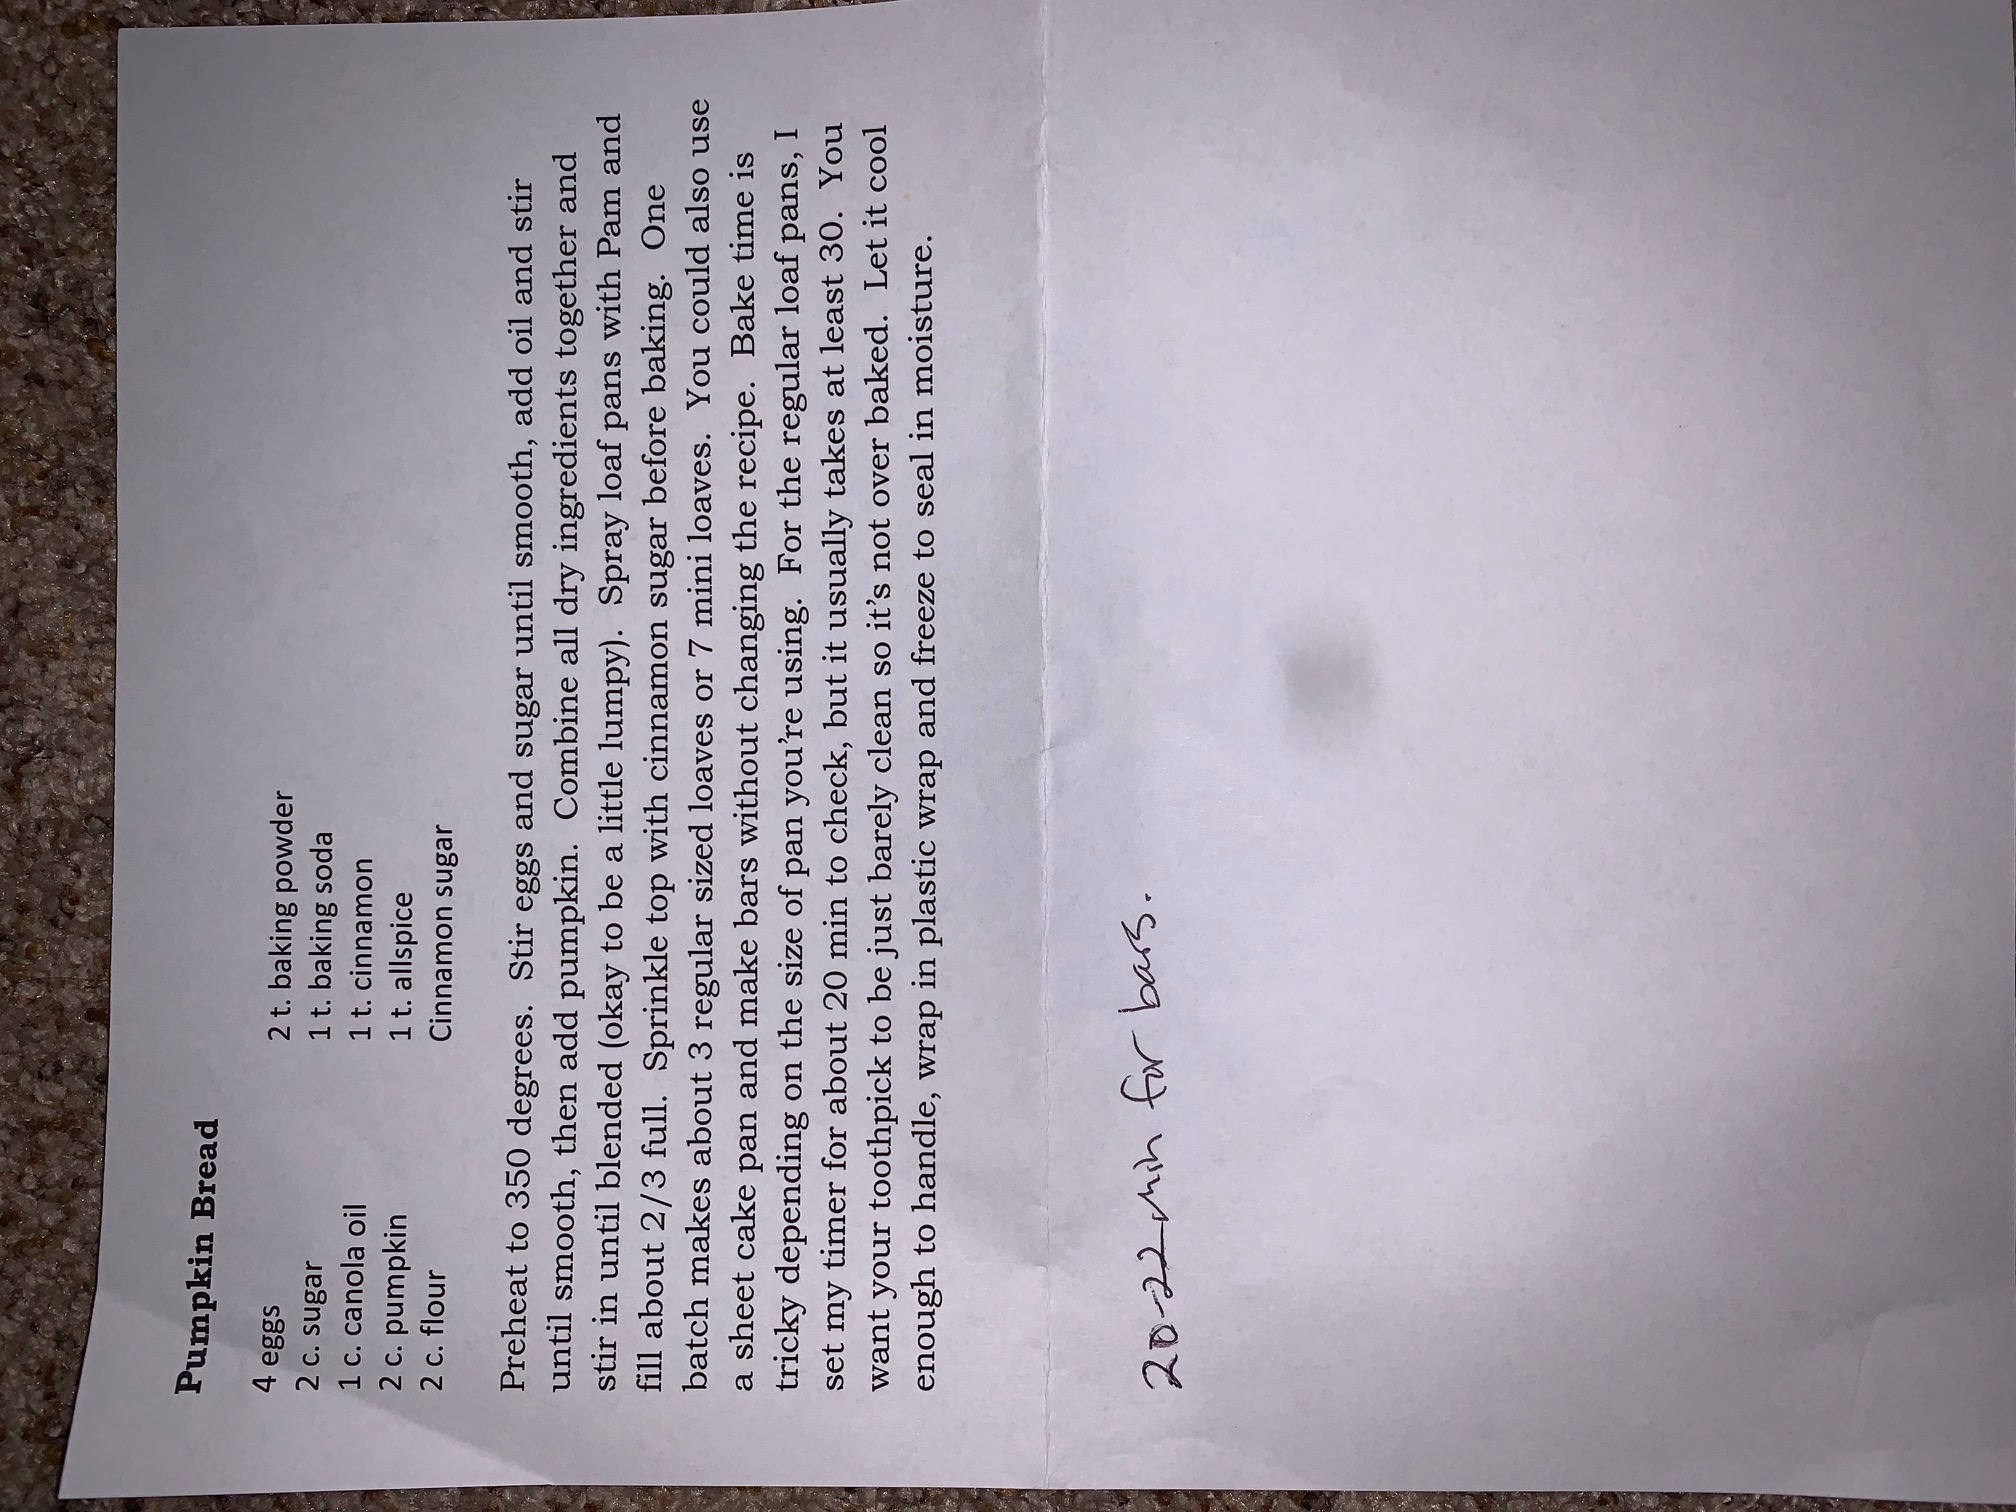 Pumpkin Bread
4 eggs
2 c. sugar
1 c. canola oil
2 c. pumpkin
2 c. flour
2 t. baking powder
1 t. baking soda
1 t. cinnamon
1 t. allspice
Cinnamon sugar
Preheat to 350 degrees.  Stir eggs and sugar until smooth, add oil and stir
until smooth, then add pumpkin.  Combine all dry ingredients together and
stir in until blended (okay to be a little lumpy).  Spray loaf pans with Pam and
fill about 2/3 full.  Sprinkle top with cinnamon sugar before baking.  One
batch makes about 3 regular sized loaves or 7 mini loaves.  You could also use
a sheet cake pan and make bars without changing the recipe.  Bake time is
tricky depending on the size of pan you’re using.  For the regular loaf pans, I
set my timer for about 20 min to check, but it usually takes at least 30.  You
want your toothpick to be just barely clean so it’s not over baked.  Let it cool
enough to handle, wrap in plastic wrap and freeze to seal in moisture.
20-22 min for bars.